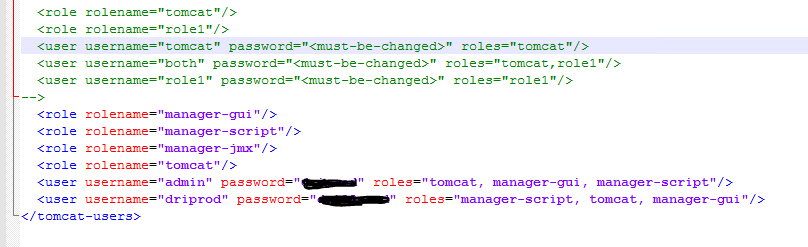 <role rolename="tomcat"/>
<role rolename="role1"/>
<user username="tomcat" password="<must-be-changed>" roles="tomcat"/>
<user username="both" password="<must-be-changed>" roles="tomcat,role1"/>
<user username="role1" password="<must-be-changed>" roles="role1"/>
-->
<role rolename="manager-gui"/>
<role rolename="manager-script"/>
<role rolename="manager-jmx"/>
<role rolename="tomcat"/>
<user username="admin" password="" roles="tomcat, manager-gui, manager-script"/>
<user username="driprod" password="" roles="manager-script, tomcat, manager-gui"/>
</tomcat-users>